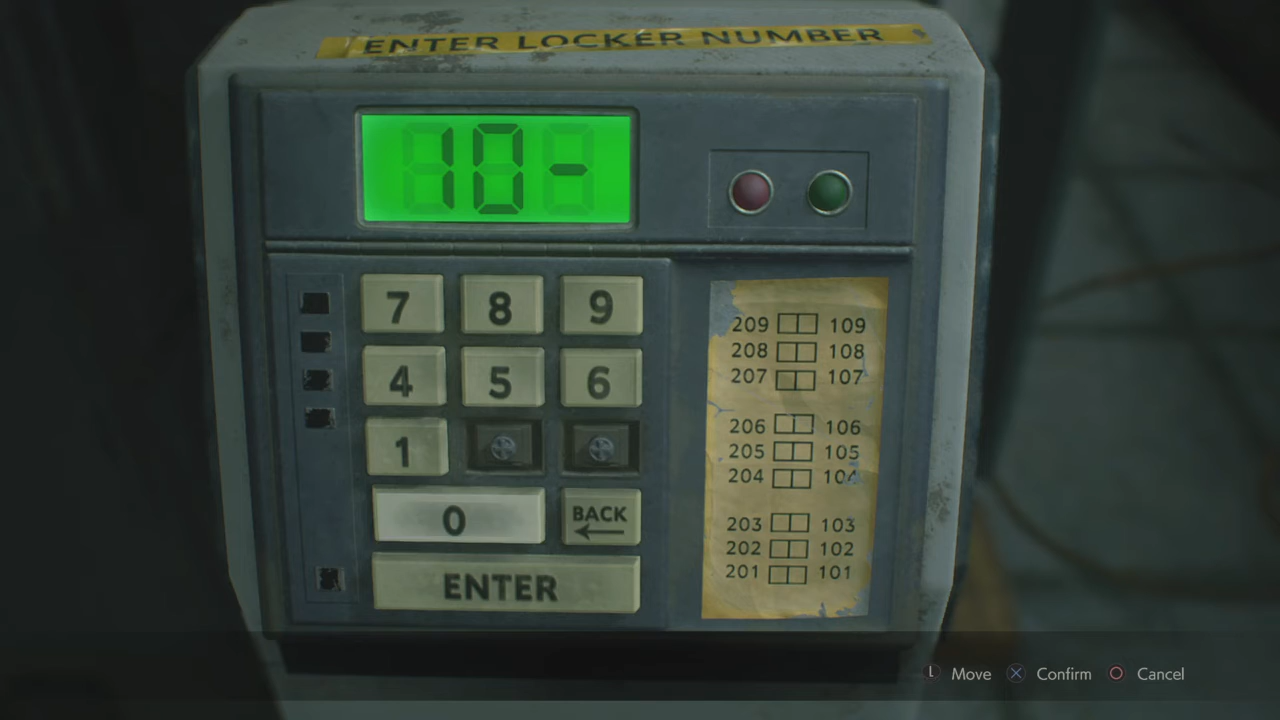 ENTER LOCKER NUMBER
10-
7 8 9
4 5 6
1
0 BACK
ENTER
209 109
208 108
207 107
206 106
205 105
204 104
203 103
202 102
201 101
L Move X Confirm O Cancel